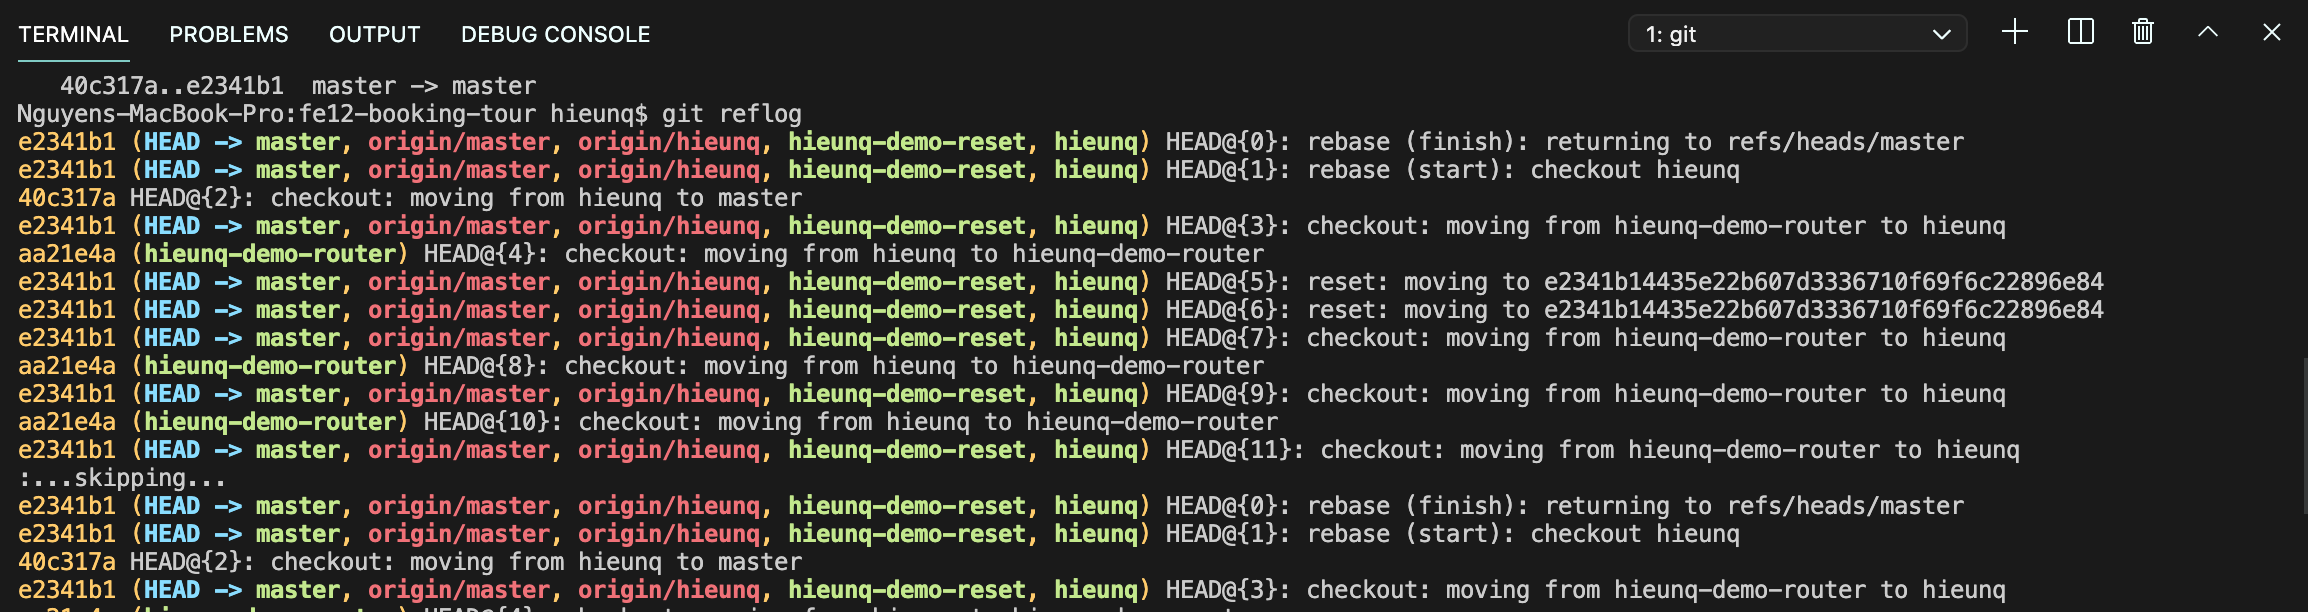 TERMINAL PROBLEMS OUTPUT DEBUG CONSOLE 1: git
40c317a..e2341b1  master -> master
Nguyens-MacBook-Pro:fe12-booking-tour hieunq$ git reflog
e2341b1 (HEAD -> master, origin/master, origin/hieunq, hieunq-demo-reset, hieunq) HEAD@{0}: rebase (finish): returning to refs/heads/master
e2341b1 (HEAD -> master, origin/master, origin/hieunq, hieunq-demo-reset, hieunq) HEAD@{1}: rebase (start): checkout hieunq
40c317a HEAD@{2}: checkout: moving from hieunq to master
e2341b1 (HEAD -> master, origin/master, origin/hieunq, hieunq-demo-reset, hieunq) HEAD@{3}: checkout: moving from hieunq-demo-router to hieunq
aa21e4a (hieunq-demo-router) HEAD@{4}: checkout: moving from hieunq to hieunq-demo-router
e2341b1 (HEAD -> master, origin/master, origin/hieunq, hieunq-demo-reset, hieunq) HEAD@{5}: reset: moving to e2341b14435e22b607d3336710f69f6c22896e84
e2341b1 (HEAD -> master, origin/master, origin/hieunq, hieunq-demo-reset, hieunq) HEAD@{6}: reset: moving to e2341b14435e22b607d3336710f69f6c22896e84
e2341b1 (HEAD -> master, origin/master, origin/hieunq, hieunq-demo-reset, hieunq) HEAD@{7}: checkout: moving from hieunq-demo-router to hieunq
aa21e4a (hieunq-demo-router) HEAD@{8}: checkout: moving from hieunq to hieunq-demo-router
e2341b1 (HEAD -> master, origin/master, origin/hieunq, hieunq-demo-reset, hieunq) HEAD@{9}: checkout: moving from hieunq-demo-router to hieunq
aa21e4a (hieunq-demo-router) HEAD@{10}: checkout: moving from hieunq to hieunq-demo-router
e2341b1 (HEAD -> master, origin/master, origin/hieunq, hieunq-demo-reset, hieunq) HEAD@{11}: checkout: moving from hieunq-demo-router to hieunq
:...skipping...
e2341b1 (HEAD -> master, origin/master, origin/hieunq, hieunq-demo-reset, hieunq) HEAD@{0}: rebase (finish): returning to refs/heads/master
e2341b1 (HEAD -> master, origin/master, origin/hieunq, hieunq-demo-reset, hieunq) HEAD@{1}: rebase (start): checkout hieunq
40c317a HEAD@{2}: checkout: moving from hieunq to master
e2341b1 (HEAD -> master, origin/master, origin/hieunq, hieunq-demo-reset, hieunq) HEAD@{3}: checkout: moving from hieunq-demo-router to hieunq